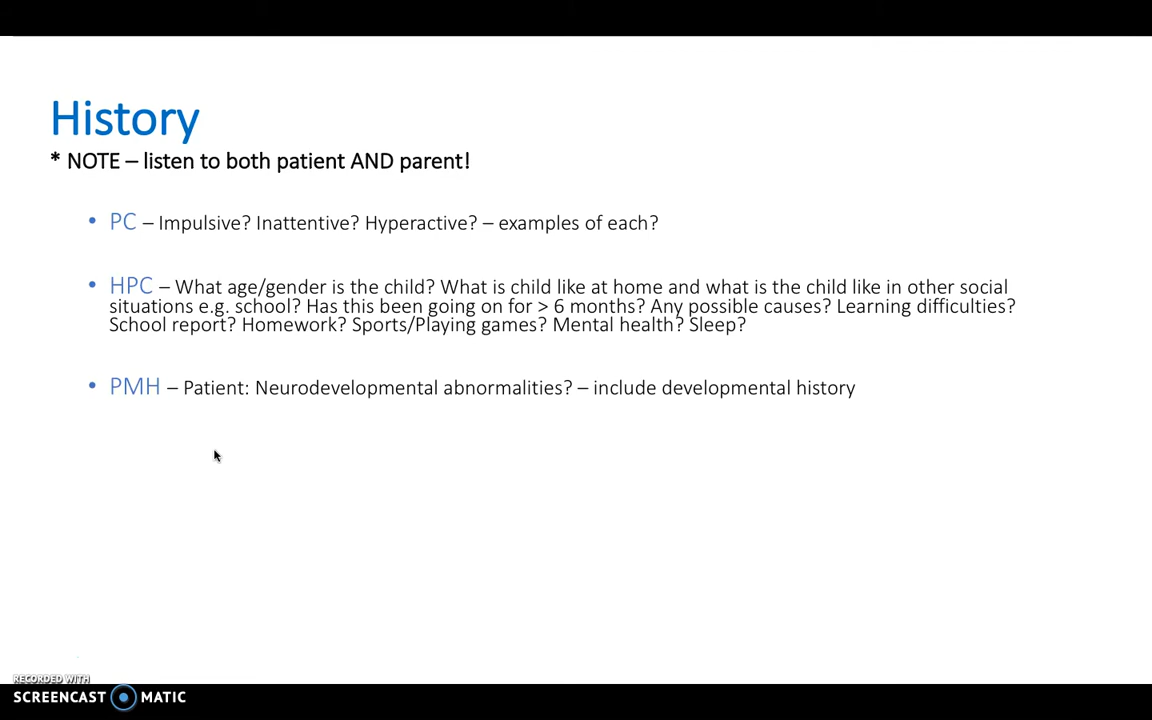 History
* NOTE – listen to both patient AND parent!
• PC – Impulsive? Inattentive? Hyperactive? – examples of each?
• HPC – What age/gender is the child? What is child like at home and what is the child like in other social
situations e.g. school? Has this been going on for > 6 months? Any possible causes? Learning difficulties?
School report? Homework? Sports/Playing games? Mental health? Sleep?
• PMH – Patient: Neurodevelopmental abnormalities? – include developmental history
RECORDED WITH
SCREENCAST MATIC